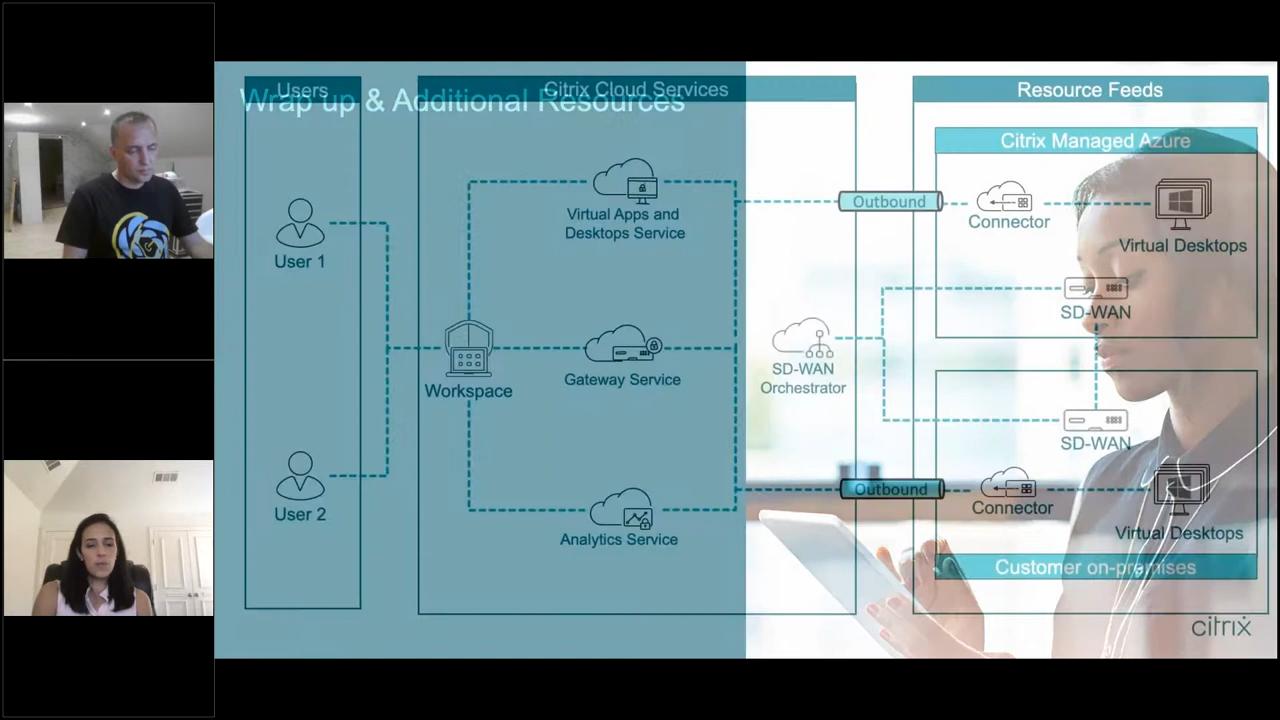 Users
Citrix Cloud Services
Resource Feeds
Wrap up & Additional Resources
Citrix Managed Azure
Virtual Apps and
Desktops Service
Outbound
Connector
Virtual Desktops
User 1
SD-WAN
Workspace
Gateway Service
SD-WAN
Orchestrator
SD-WAN
User 2
Analytics Service
Outbound
Connector
Virtual Desktops
Customer on-premises
citrix